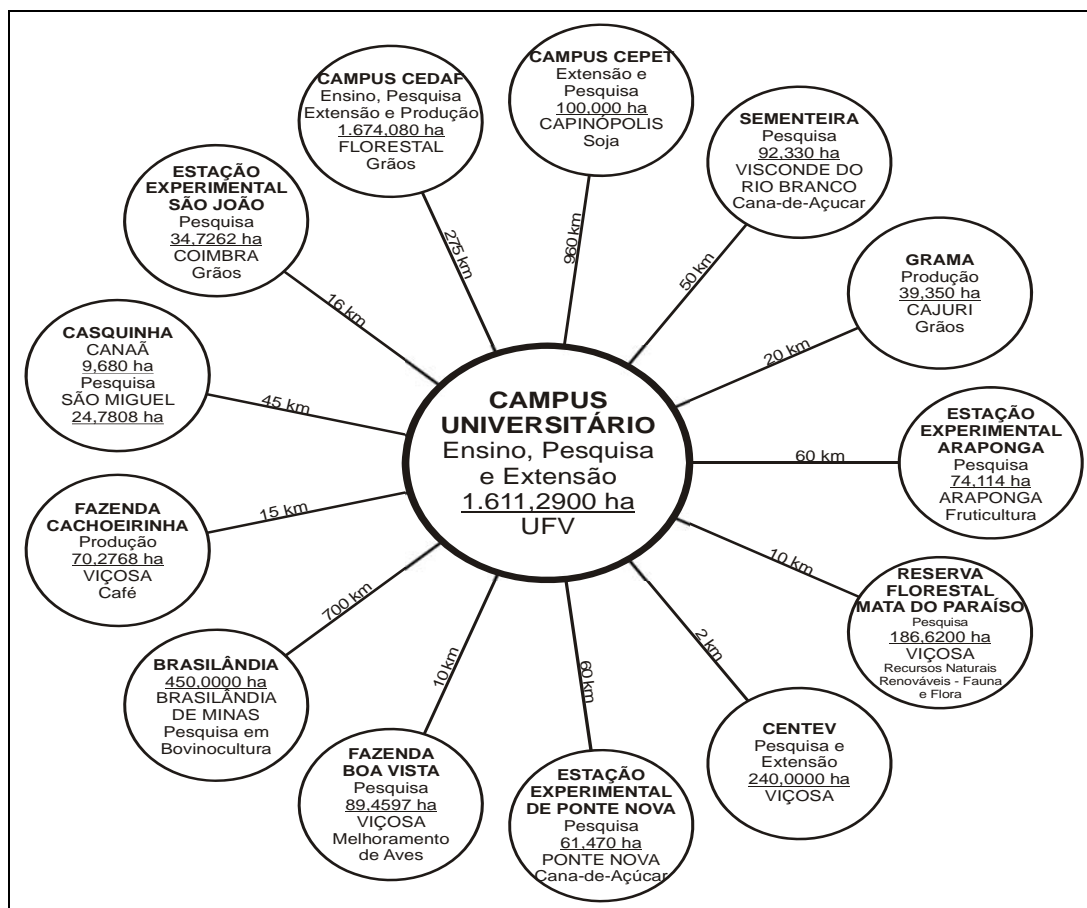 CAMPUS CEPET
Extensão e
Pesquisa
100,000 ha
CAPINÓPOLIS
Soja
960 km
SEMENTEIRA
Pesquisa
92,330 ha
VISCONDE DO
RIO BRANCO
Cana-de-Açucar
50 km
GRAMA
Produção
39,350 ha
CAJURI
Grãos
20 km
ESTAÇÃO
EXPERIMENTAL
ARAPONGA
Pesquisa
74,114 ha
ARAPONGA
Fruticultura
60 km
RESERVA
FLORESTAL
MATA DO PARAÍSO
Pesquisa
186,6200 ha
VIÇOSA
Recursos Naturais
Renováveis - Fauna
e Flora
10 km
CENTEV
Pesquisa e
Extensão
240,0000 ha
VIÇOSA
2 km
ESTAÇÃO
EXPERIMENTAL
DE PONTE NOVA
Pesquisa
61,470 ha
PONTE NOVA
Cana-de-Açúcar
60 km
FAZENDA
BOA VISTA
Pesquisa
89,4597 ha
VIÇOSA
Melhoramento
de Aves
10 km
BRASILÂNDIA
450,0000 ha
BRASILÂNDIA
DE MINAS
Pesquisa em
Bovinocultura
700 km
FAZENDA
CACHOEIRINHA
Produção
70,2768 ha
VIÇOSA
Café
15 km
CASQUINHA
CANAÃ
9,680 ha
Pesquisa
SÃO MIGUEL
24,7808 ha
45 km
ESTAÇÃO
EXPERIMENTAL
SÃO JOÃO
Pesquisa
34,7262 ha
COIMBRA
Grãos
16 km
CAMPUS CEDAF
Ensino, Pesquisa
Extensão e Produção
1.674,080 ha
FLORESTAL
Grãos
275 km
CAMPUS
UNIVERSITÁRIO
Ensino, Pesquisa
e Extensão
1.611,2900 ha
UFV